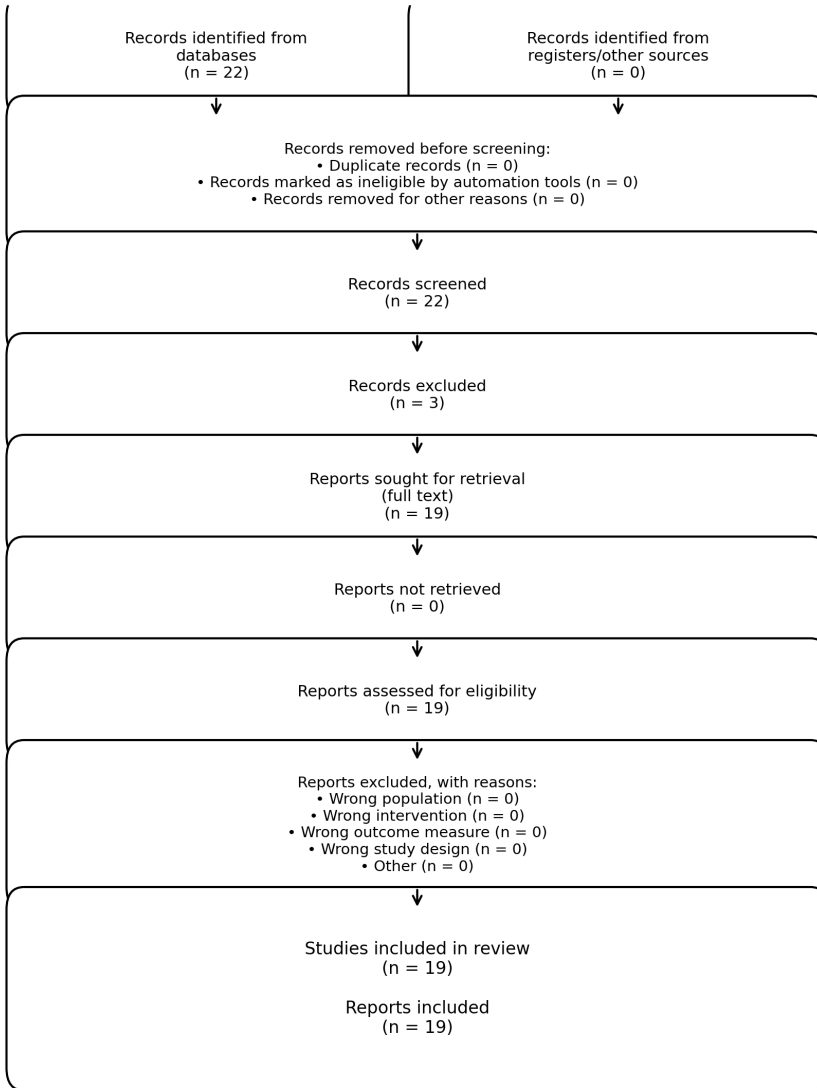 Records identified from
databases
(n = 22)
Records identified from
registers/other sources
(n = 0)
Records removed before screening:
• Duplicate records (n = 0)
• Records marked as ineligible by automation tools (n = 0)
• Records removed for other reasons (n = 0)
Records screened
(n = 22)
Records excluded
(n = 3)
Reports sought for retrieval
(full text)
(n = 19)
Reports not retrieved
(n = 0)
Reports assessed for eligibility
(n = 19)
Reports excluded, with reasons:
• Wrong population (n = 0)
• Wrong intervention (n = 0)
• Wrong outcome measure (n = 0)
• Wrong study design (n = 0)
• Other (n = 0)
Studies included in review
(n = 19)
Reports included
(n = 19)